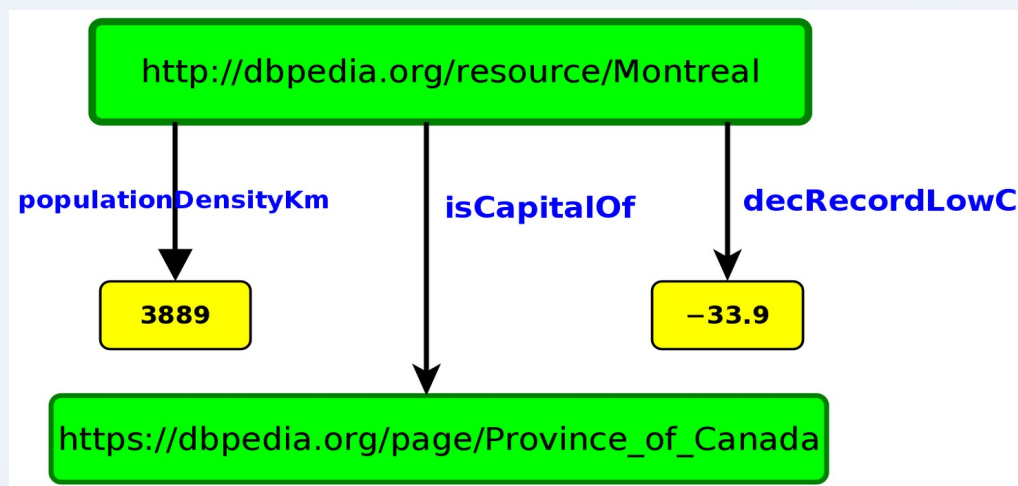 http://dbpedia.org/resource/Montreal
populationDensityKm
isCapitalOf
decRecordLowC
3889
−33.9
https://dbpedia.org/page/Province_of_Canada